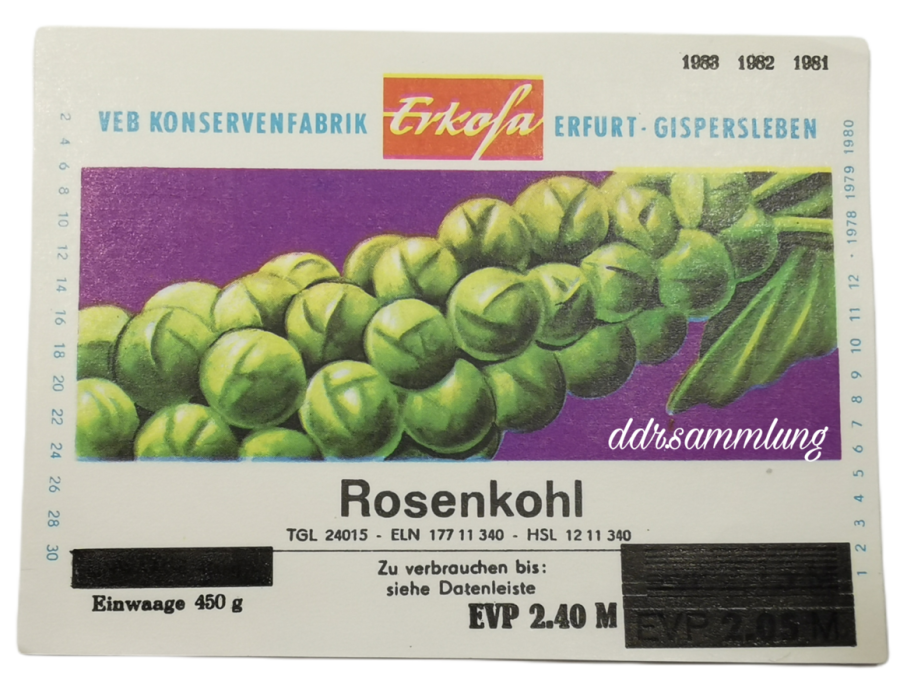 1983 1982 1981
VEB KONSERVENFABRIK Erkofa ERFURT · GISPERSLEBEN
2 4 6 8 10 12 14 16 18 20 22 24 26 28 30
1 2 3 4 5 6 7 8 9 10 11 12 · 1978 1979 1980
ddr.sammlung
Rosenkohl
TGL 24015 - ELN 177 11 340 - HSL 12 11 340
Zu verbrauchen bis:
siehe Datenleiste
Einwaage 450 g
EVP 2.40 M
EVP 2.05 M